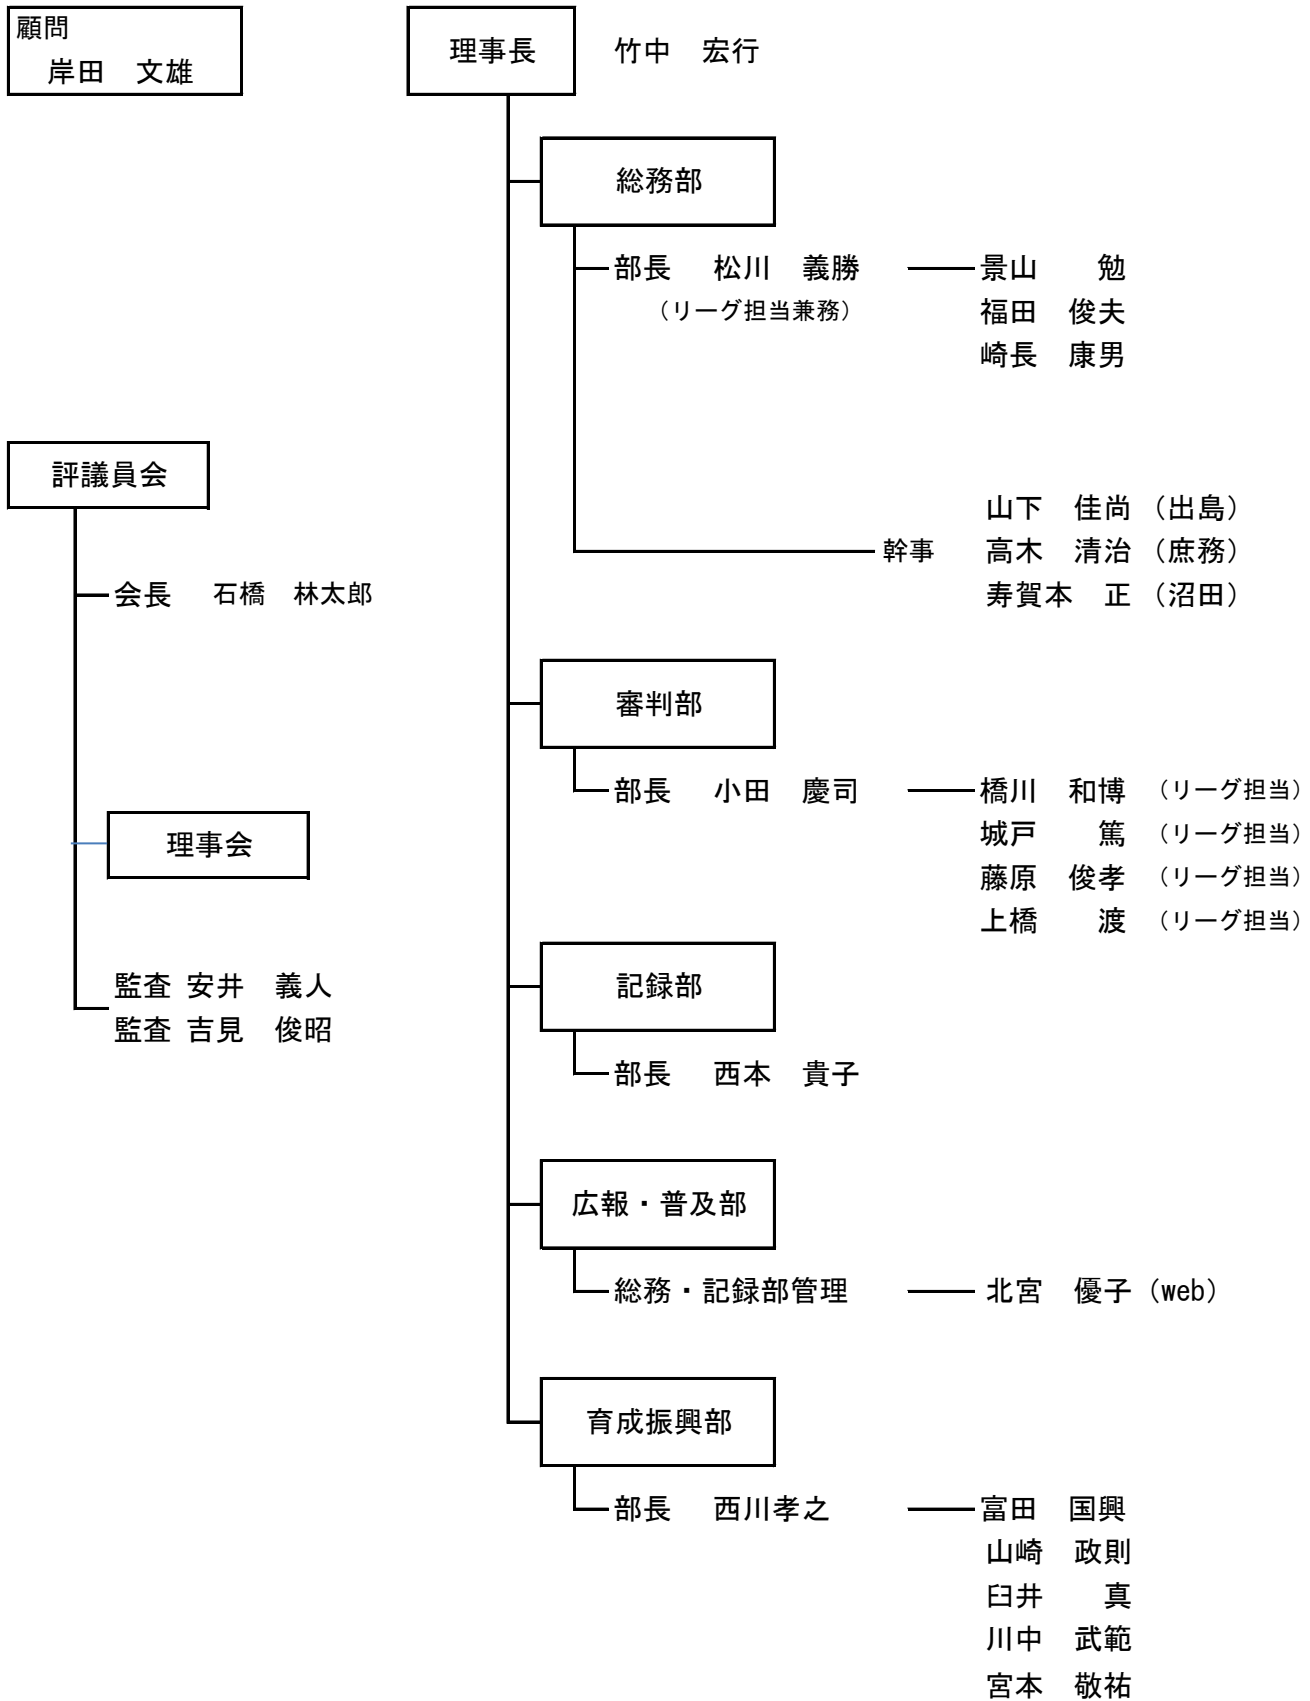 顧問
岸田　文雄
理事長　竹中　宏行
総務部
部長　松川　義勝　景山　　勉
（リーグ担当兼務）　福田　俊夫
崎長　康男
評議員会
山下　佳尚（出島）
幹事　高木　清治（庶務）
会長　石橋　林太郎　寿賀本　正（沼田）
審判部
部長　小田　慶司　橋川　和博（リーグ担当）
理事会　城戸　　篤（リーグ担当）
藤原　俊孝（リーグ担当）
上橋　　渡（リーグ担当）
監査 安井　義人　記録部
監査 吉見　俊昭
部長　西本　貴子
広報・普及部
総務・記録部管理　北宮　優子（web）
育成振興部
部長　西川孝之　富田　国興
山崎　政則
臼井　　真
川中　武範
宮本　敬祐